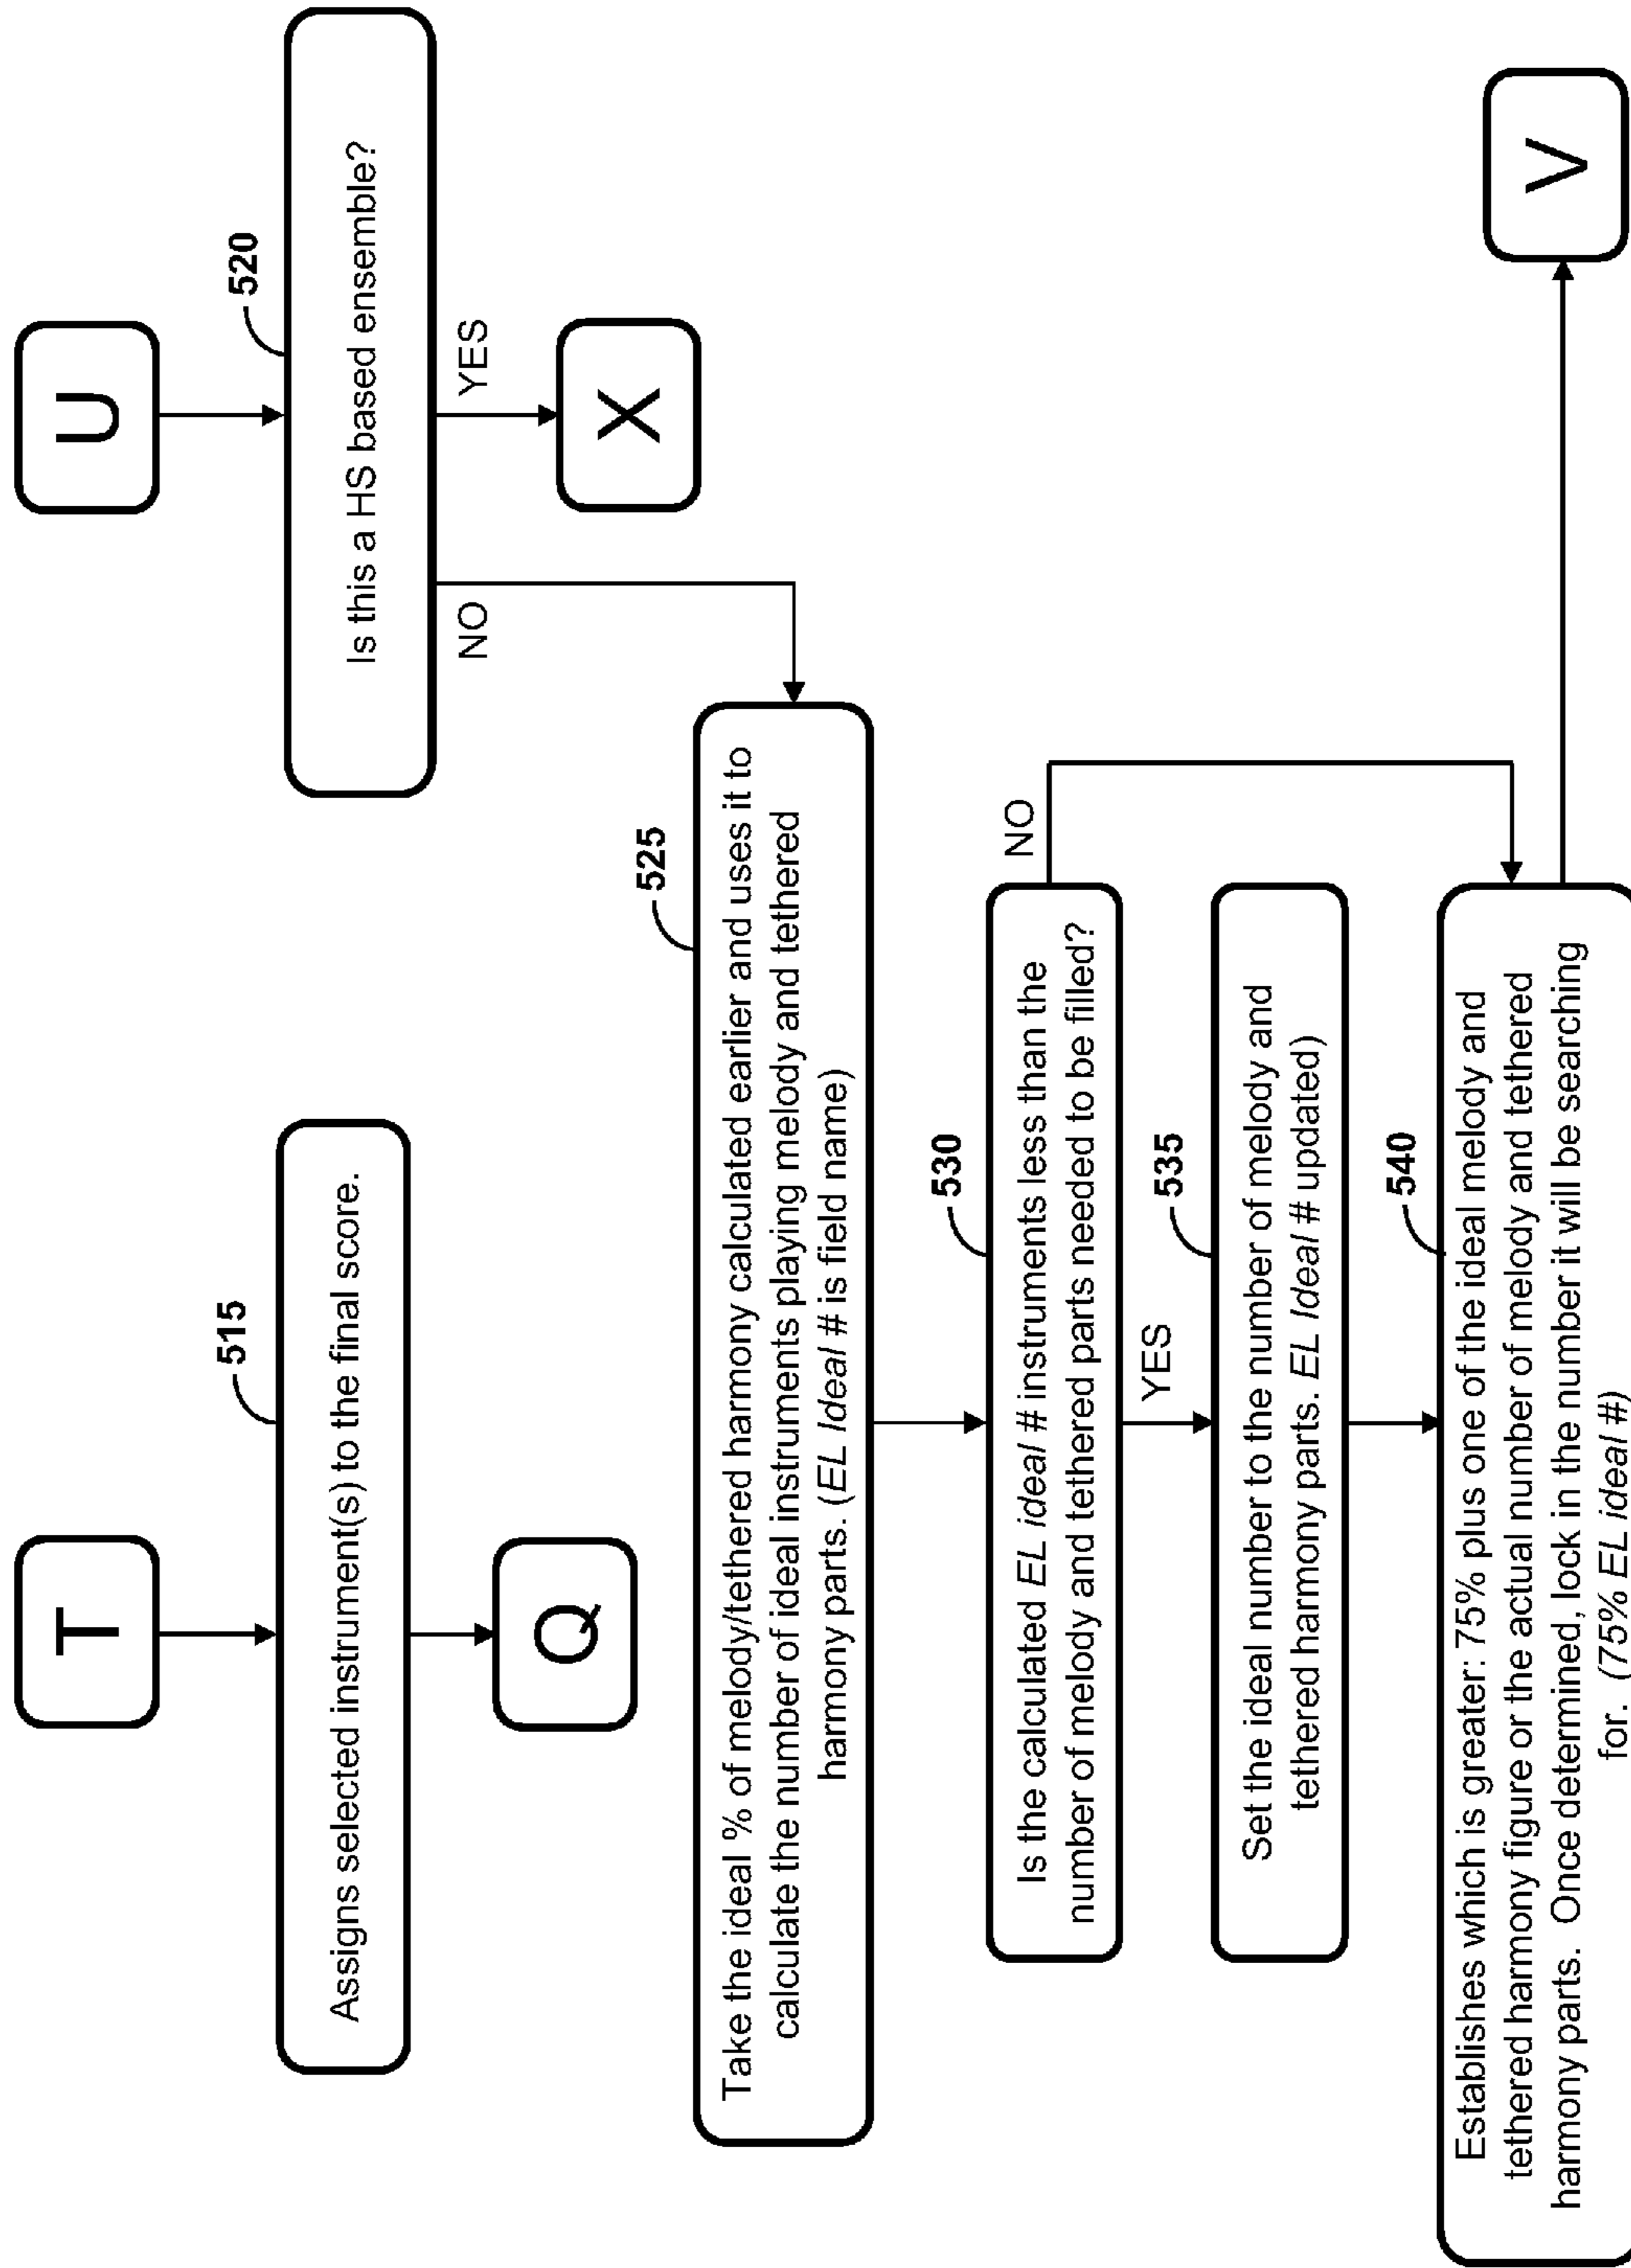 T
515
Assigns selected instrument(s) to the final score.
Q
U
520
Is this a HS based ensemble?
YES
X
NO
525
Take the ideal % of melody/tethered harmony calculated earlier and uses it to
calculate the number of ideal instruments playing melody and tethered
harmony parts. (EL Ideal # is field name)
530
Is the calculated EL ideal # instruments less than the
number of melody and tethered parts needed to be filled?
NO
YES
535
Set the ideal number to the number of melody and
tethered harmony parts. EL Ideal # updated)
540
Establishes which is greater: 75% plus one of the ideal melody and
tethered harmony figure or the actual number of melody and tethered
harmony parts. Once determined, lock in the number it will be searching
for. (75% EL ideal #)
V